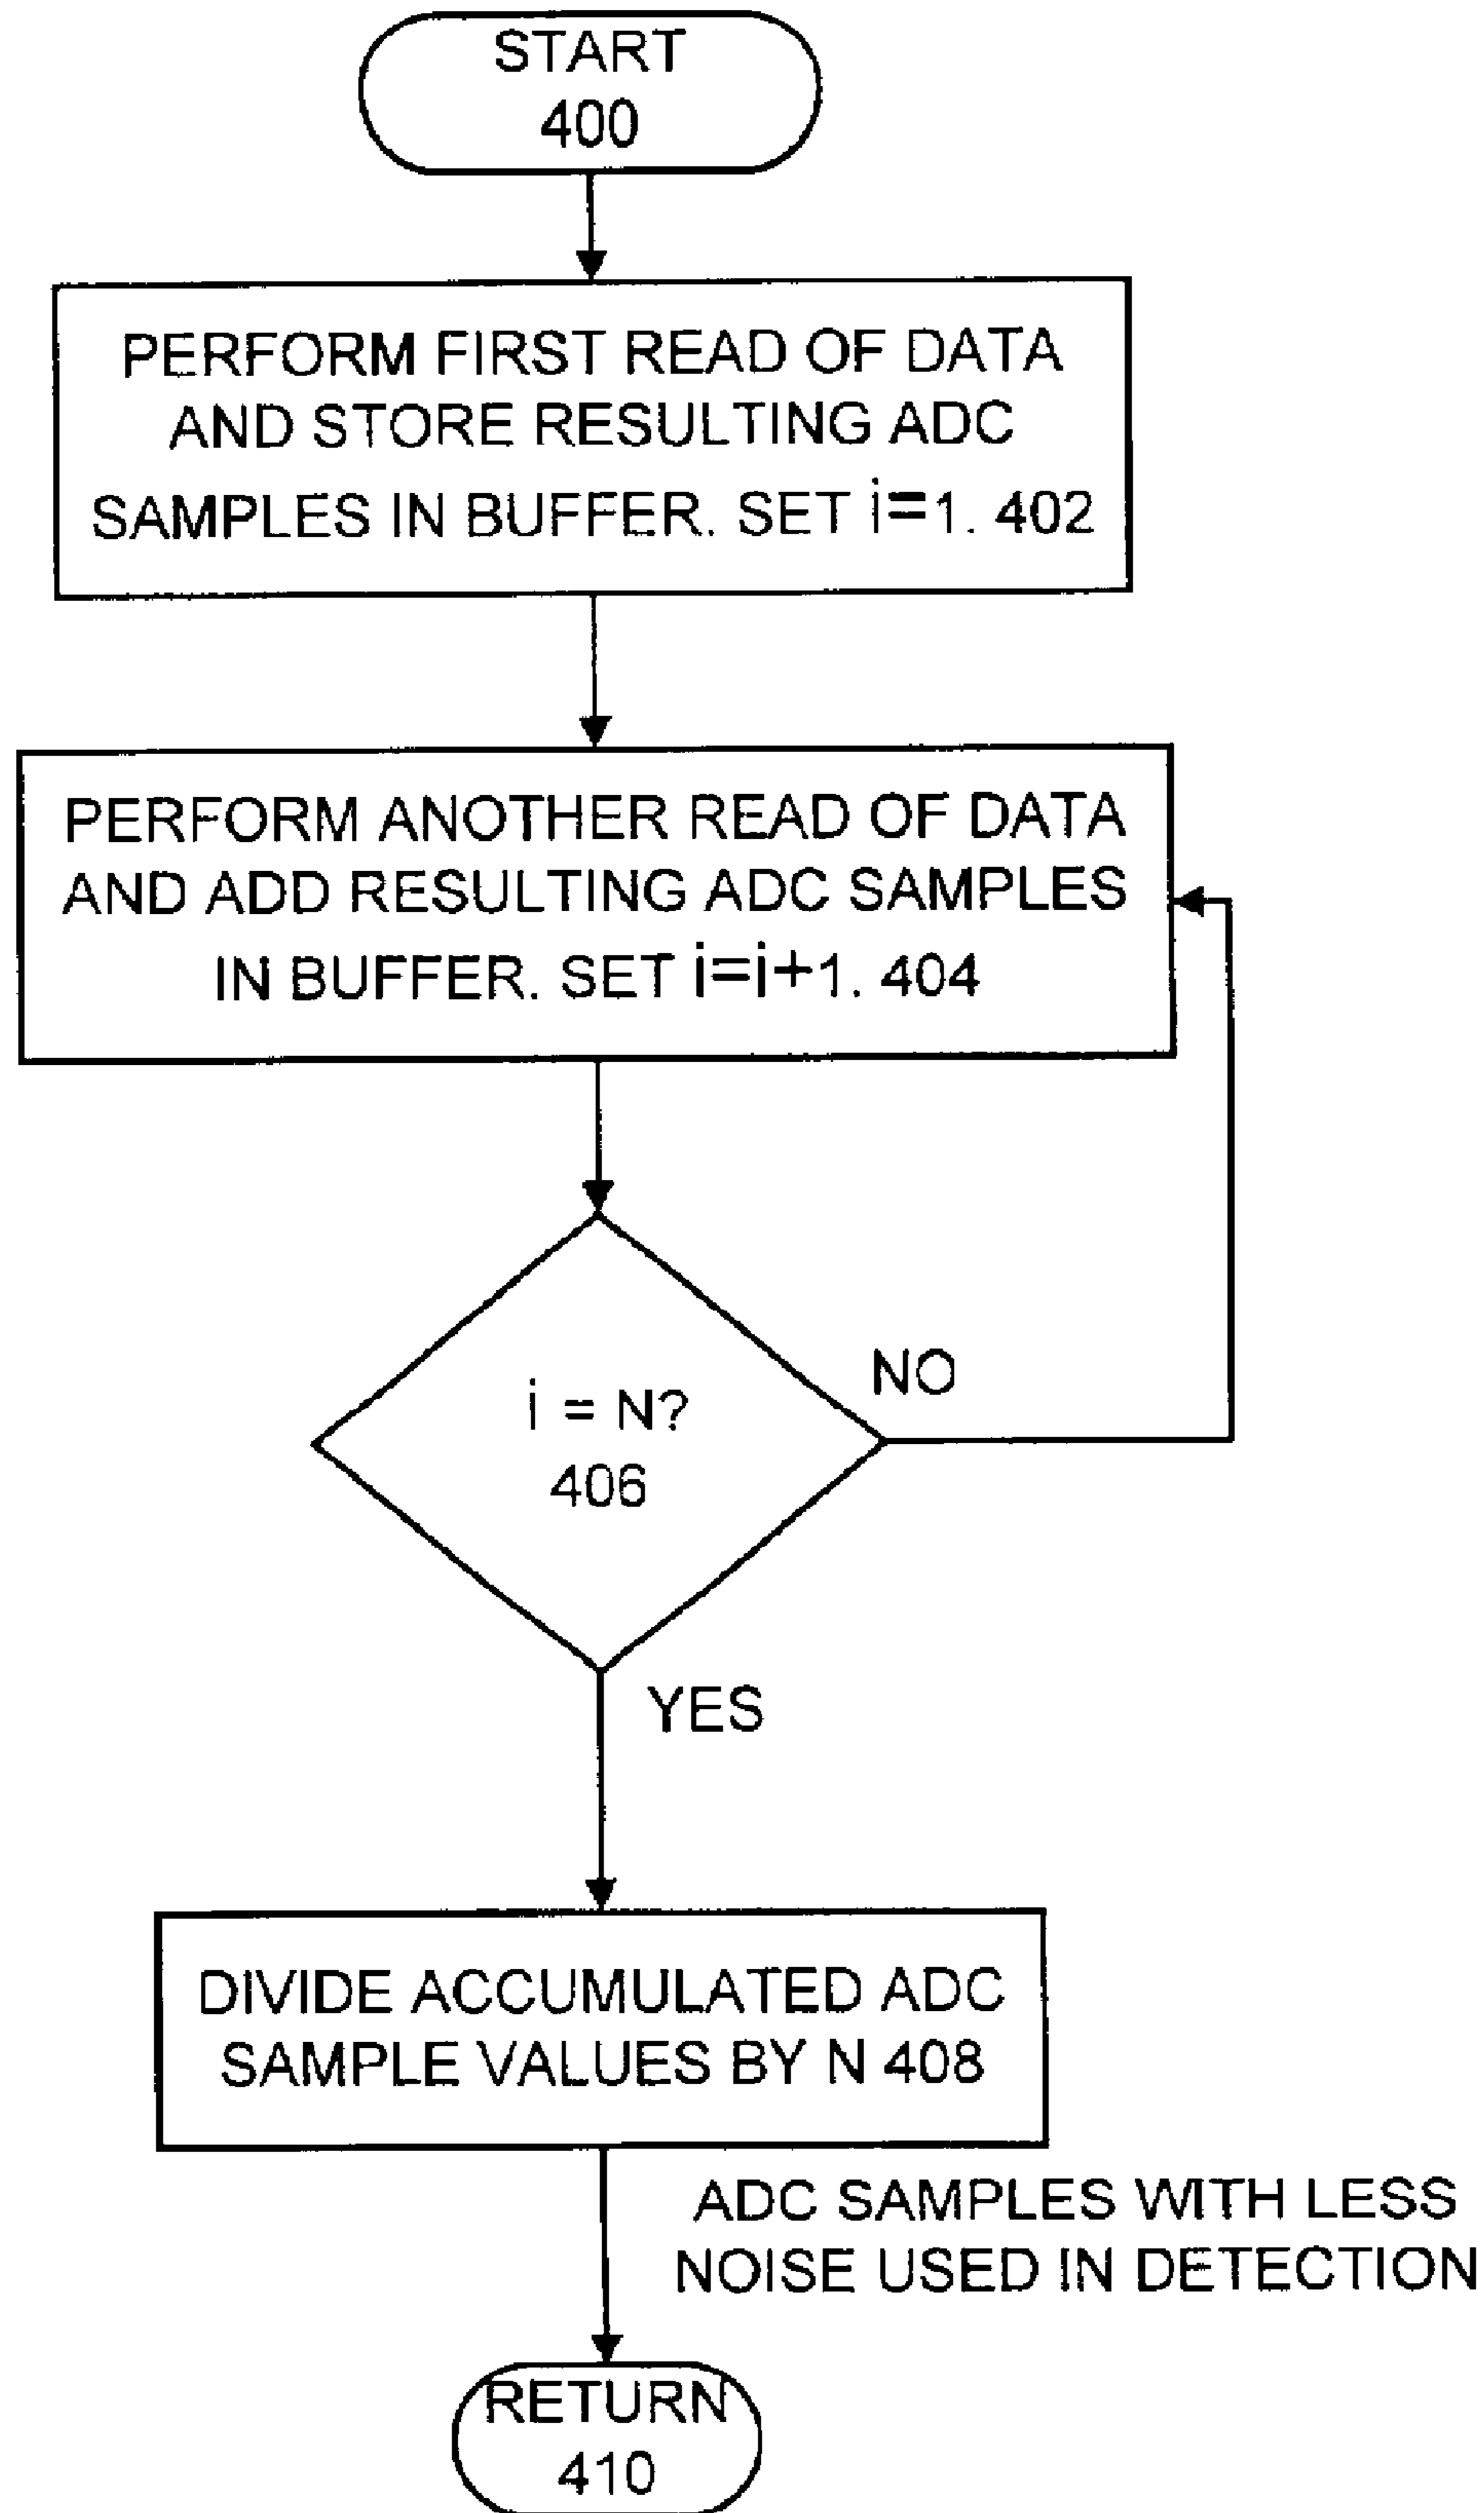 START
400
PERFORM FIRST READ OF DATA
AND STORE RESULTING ADC
SAMPLES IN BUFFER. SET i=1. 402
PERFORM ANOTHER READ OF DATA
AND ADD RESULTING ADC SAMPLES
IN BUFFER. SET i=i+1. 404
i = N?
406
NO
YES
DIVIDE ACCUMULATED ADC
SAMPLE VALUES BY N 408
ADC SAMPLES WITH LESS
NOISE USED IN DETECTION
RETURN
410